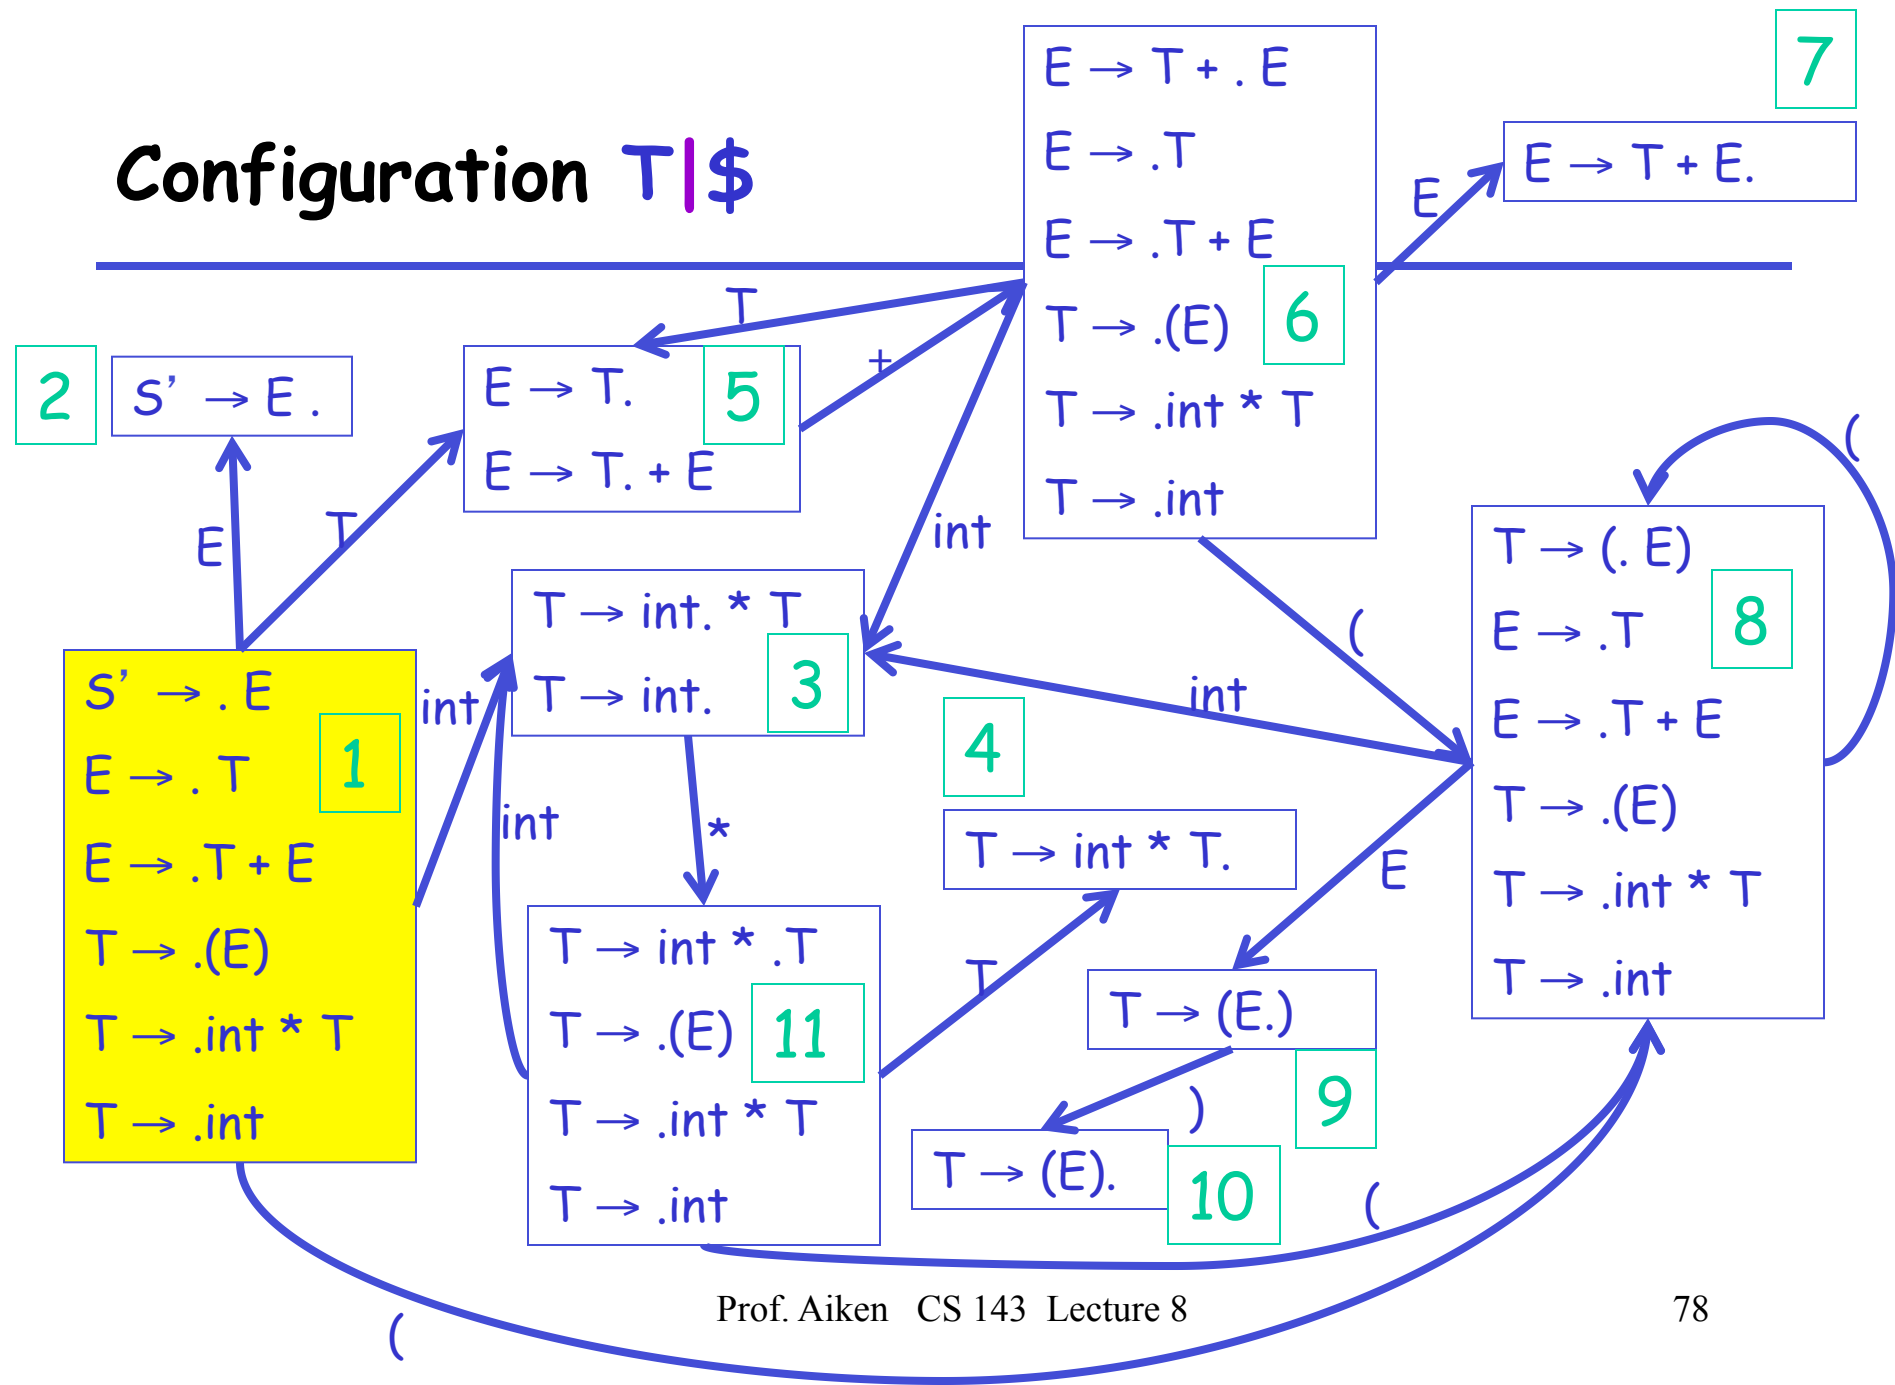 Configuration T|$
E → T + . E
E → .T
E → .T + E
T → .(E)
T → .int * T
T → .int
6
7
E → T + E.
E
T
+
int
(
2
S’ → E .
E
T
E → T.
E → T. + E
5
T → int. * T
T → int.
3
int
int
*
int
4
T → int * T.
T
S’ → . E
E → . T
E → .T + E
T → .(E)
T → .int * T
T → .int
1
T → int * .T
T → .(E)
T → .int * T
T → .int
11
(
T → (. E)
E → .T
E → .T + E
T → .(E)
T → .int * T
T → .int
8
E
T → (E.)
9
)
T → (E).
10
(
(
Prof. Aiken CS 143 Lecture 8
78